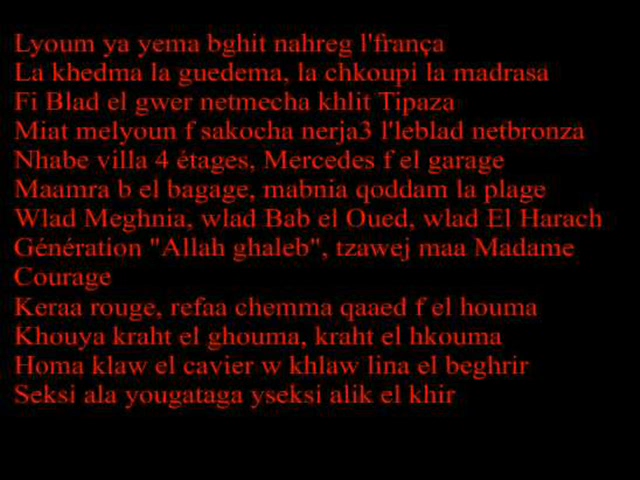 Lyoum ya yema bghit nahreg l'frança
La khedma la guedema, la chkoupi la madrasa
Fi Blad el gwer netmecha khlit Tipaza
Miat melyoun f sakocha nerja3 l'leblad netbronza
Nhabe villa 4 étages, Mercedes f el garage
Maamra b el bagage, mabnia qoddam la plage
Wlad Meghnia, wlad Bab el Oued, wlad El Harach
Génération "Allah ghaleb", tzawej maa Madame
Courage
Keraa rouge, refaa chemma qaaed f el houma
Khouya kraht el ghouma, kraht el hkouma
Homa klaw el cavier w khlaw lina el beghrir
Seksi ala yougataga yseksi alik el khir